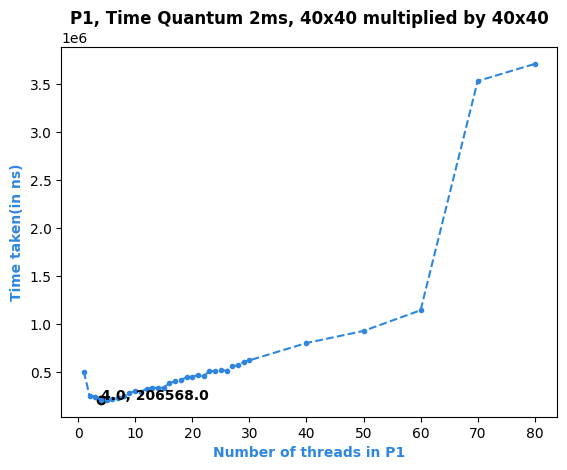 P1, Time Quantum 2ms, 40x40 multiplied by 40x40
1e6
3.5
3.0
2.5
2.0
1.5
1.0
0.5
Time taken(in ns)
4.0, 206568.0
0 10 20 30 40 50 60 70 80
Number of threads in P1